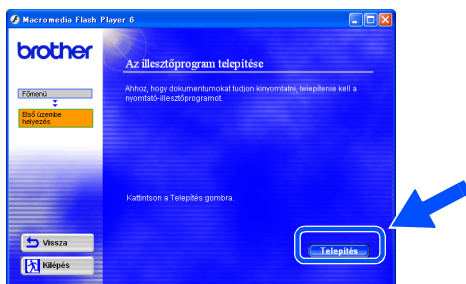 Macromedia Flash Player 6
brother
Az illesztőprogram telepítése
Főmenü
Első üzembe
helyezés
Ahhoz, hogy dokumentumokat tudjon kinyomtatni, telepítenie kell a
nyomtató-illesztőprogramot.
Kattintson a Telepítés gombra.
Vissza
Kilépés
Telepítés